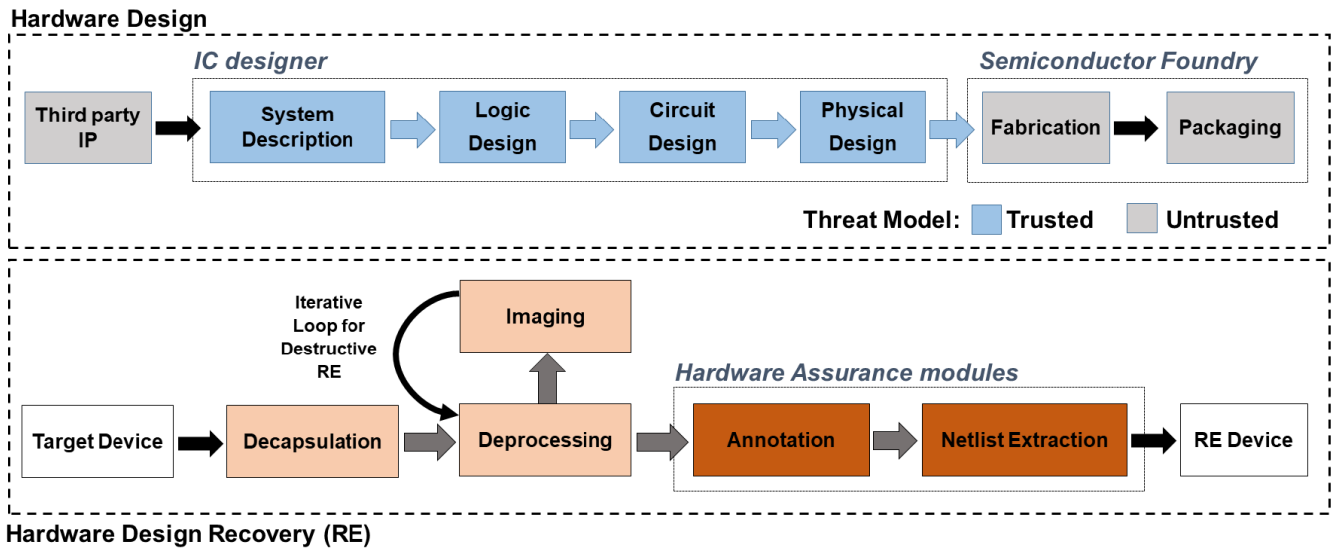 Hardware Design
IC designer
Semiconductor Foundry
Third party
IP
System
Description
Logic
Design
Circuit
Design
Physical
Design
Fabrication
Packaging
Threat Model:
Trusted
Untrusted
Iterative
Loop for
Destructive
RE
Imaging
Hardware Assurance modules
Target Device
Decapsulation
Deprocessing
Annotation
Netlist Extraction
RE Device
Hardware Design Recovery (RE)